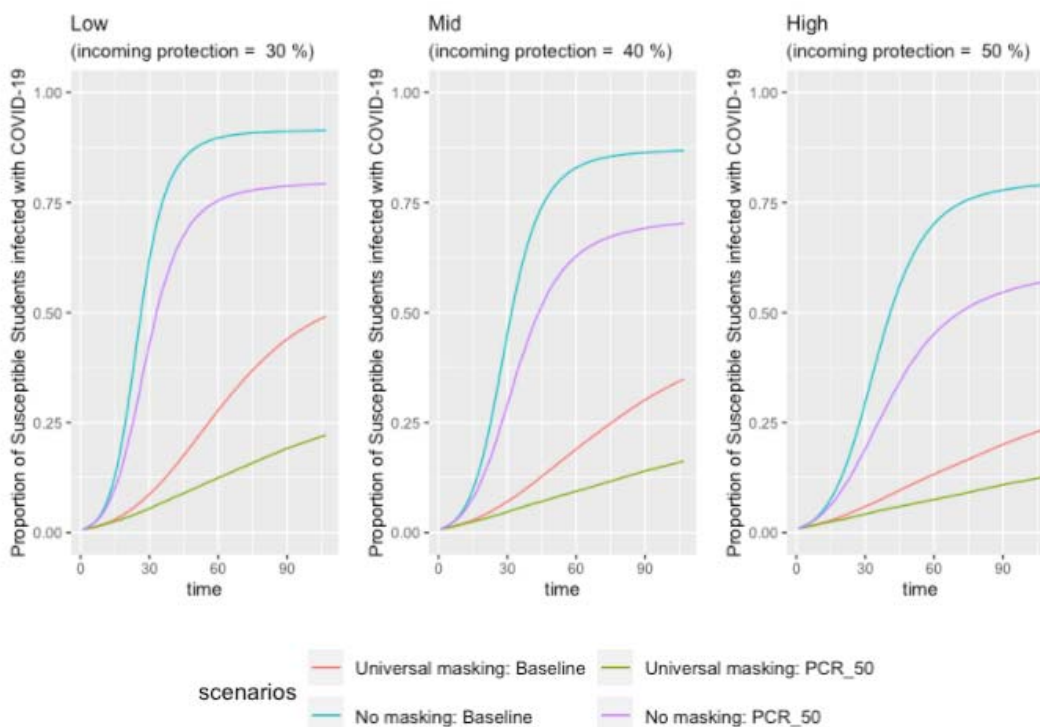 Low
(incoming protection =  30 %)
Proportion of Susceptible Students infected with COVID-19
1.00
0.75
0.50
0.25
0.00
0
30
60
90
time
Mid
(incoming protection =  40 %)
Proportion of Susceptible Students infected with COVID-19
1.00
0.75
0.50
0.25
0.00
0
30
60
90
time
High
(incoming protection =  50 %)
Proportion of Susceptible Students infected with COVID-19
1.00
0.75
0.50
0.25
0.00
0
30
60
90
time
scenarios
Universal masking: Baseline
Universal masking: PCR_50
No masking: Baseline
No masking: PCR_50